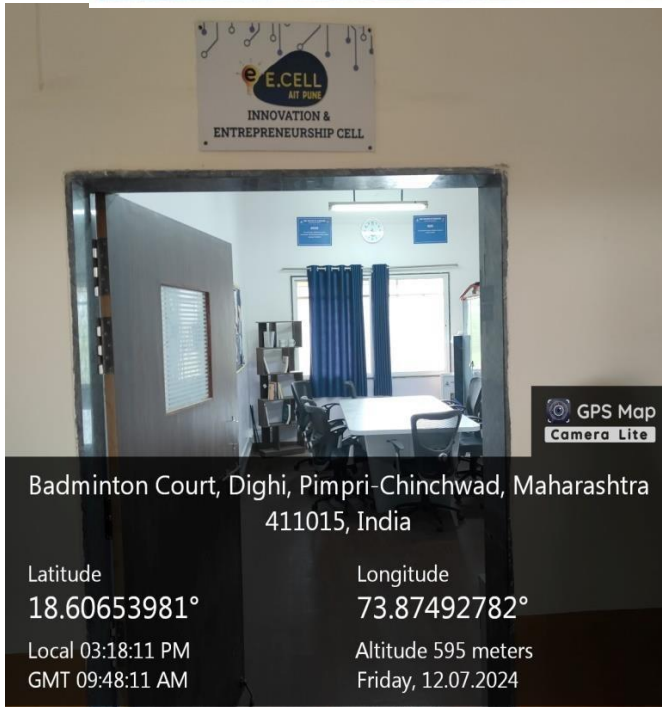 e E.CELL
AIT PUNE
INNOVATION &
ENTREPRENEURSHIP CELL
GPS Map
Camera Lite
Badminton Court, Dighi, Pimpri-Chinchwad, Maharashtra
411015, India
Latitude
18.60653981°
Longitude
73.87492782°
Local 03:18:11 PM
GMT 09:48:11 AM
Altitude 595 meters
Friday, 12.07.2024